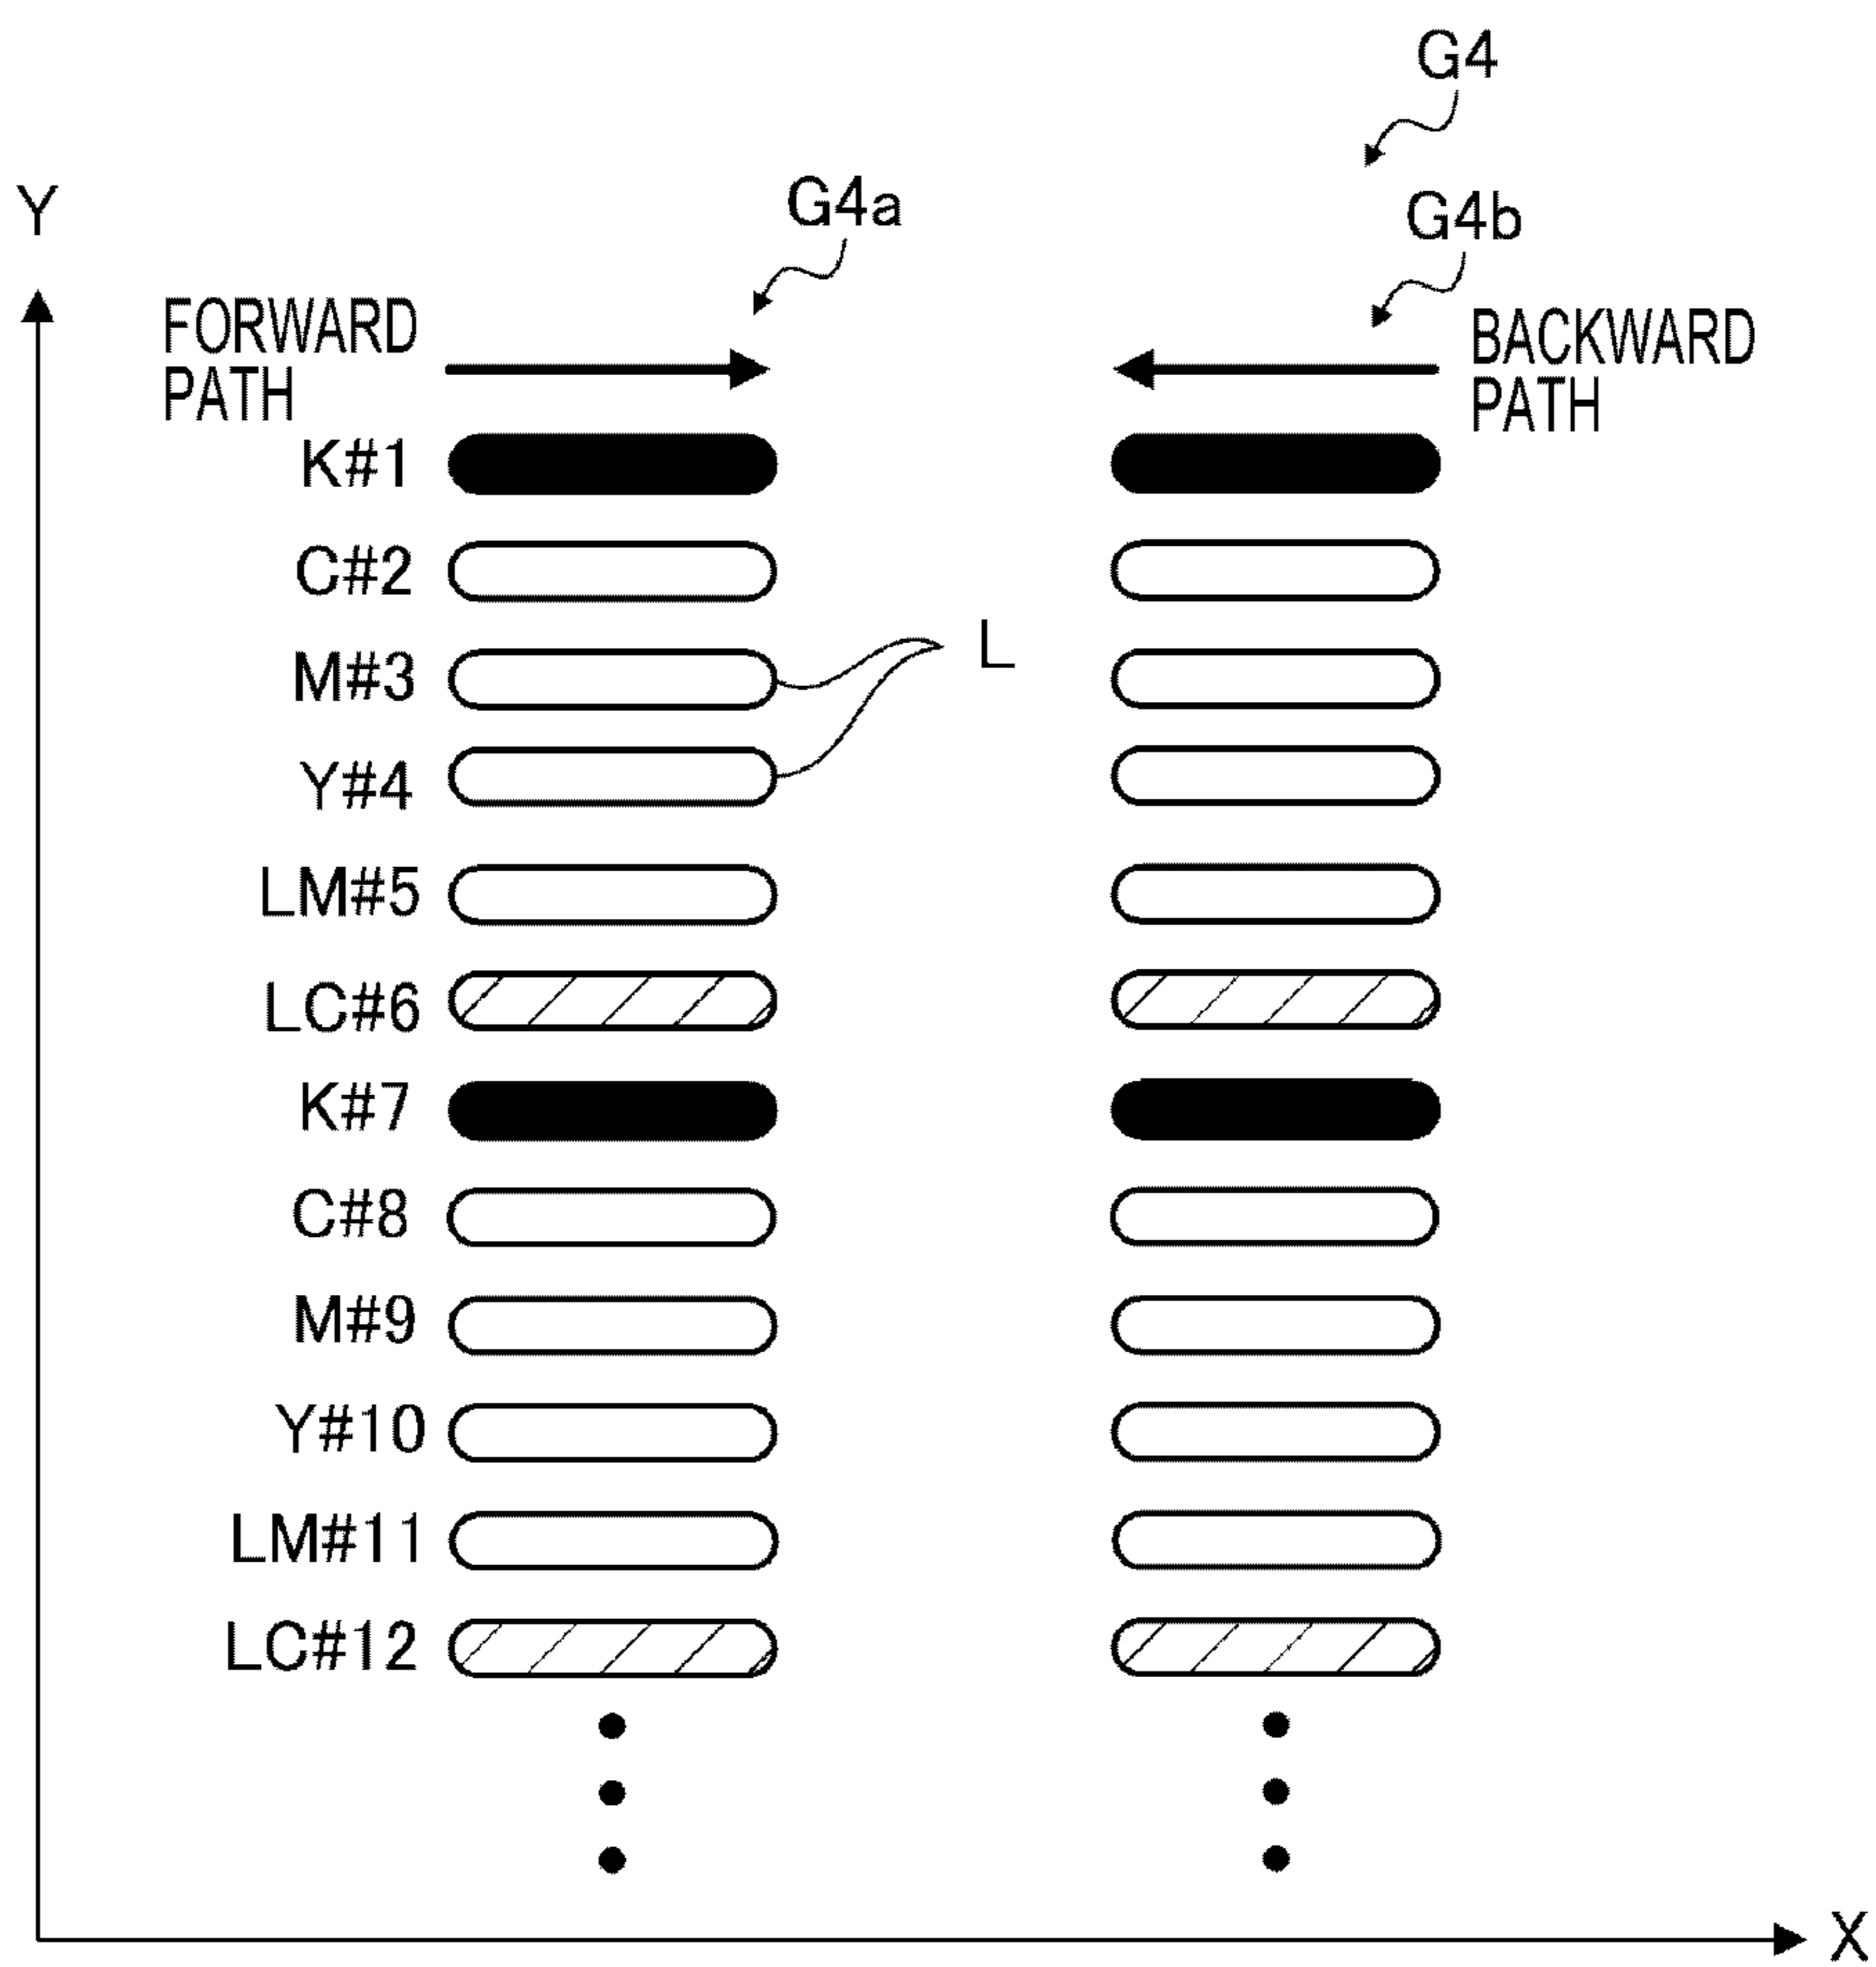 G4
Y
G4a
G4b
FORWARD
PATH
BACKWARD
PATH
K#1
C#2
M#3
L
Y#4
LM#5
LC#6
K#7
C#8
M#9
Y#10
LM#11
LC#12
X